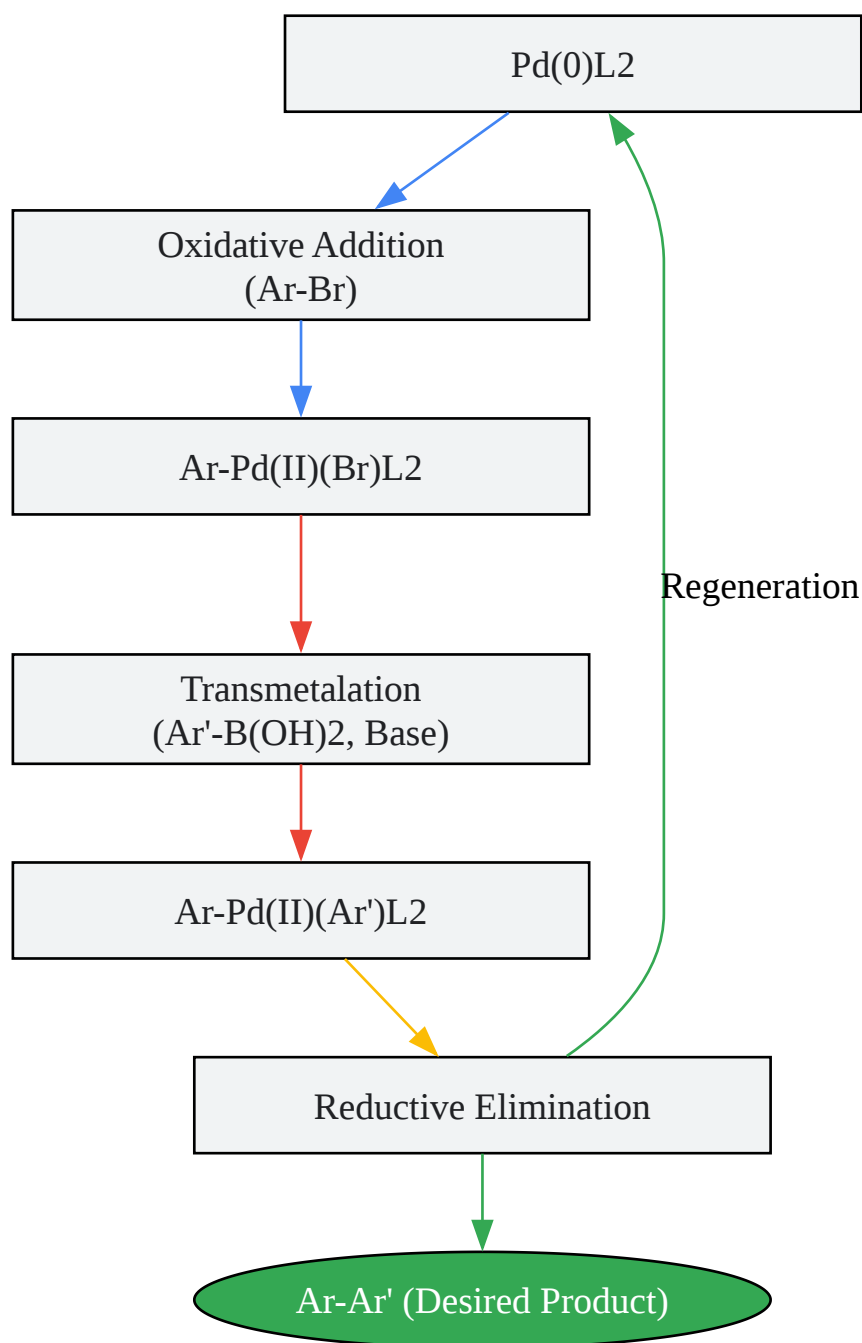 Pd(0)L2
Oxidative Addition
(Ar-Br)
Ar-Pd(II)(Br)L2
Regeneration
Transmetalation
(Ar'-B(OH)2, Base)
Ar-Pd(II)(Ar')L2
Reductive Elimination
Ar-Ar' (Desired Product)